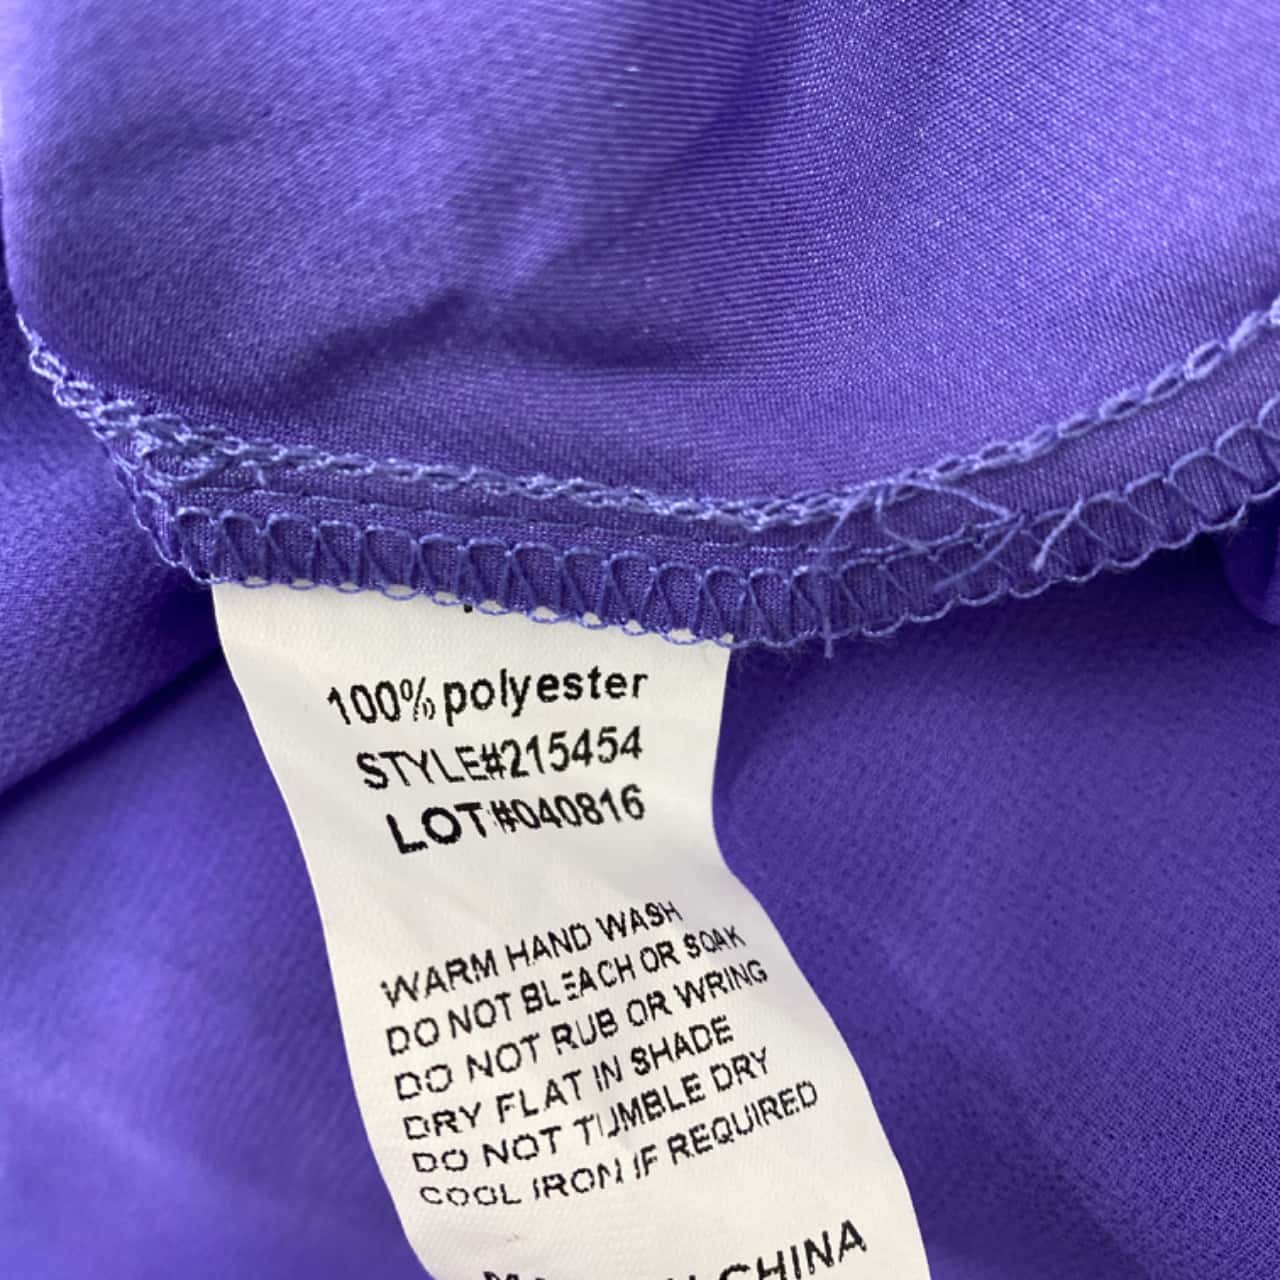 100% polyester
STYLE#215454
LOT#040816
WARM HAND WASH
DO NOT BLEACH OR SOAK
DO NOT RUB OR WRING
DRY FLAT IN SHADE
DO NOT TUMBLE DRY
COOL IRON IF REQUIRED
CHINA